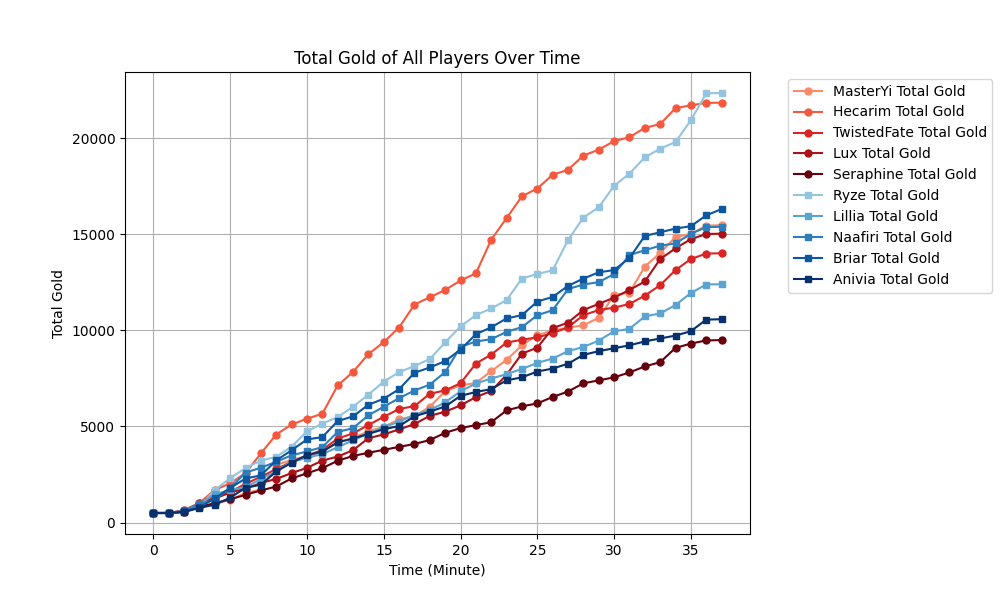 Total Gold of All Players Over Time
Total Gold
20000
15000
10000
5000
0
0 5 10 15 20 25 30 35
Time (Minute)
MasterYi Total Gold
Hecarim Total Gold
TwistedFate Total Gold
Lux Total Gold
Seraphine Total Gold
Ryze Total Gold
Lillia Total Gold
Naafiri Total Gold
Briar Total Gold
Anivia Total Gold